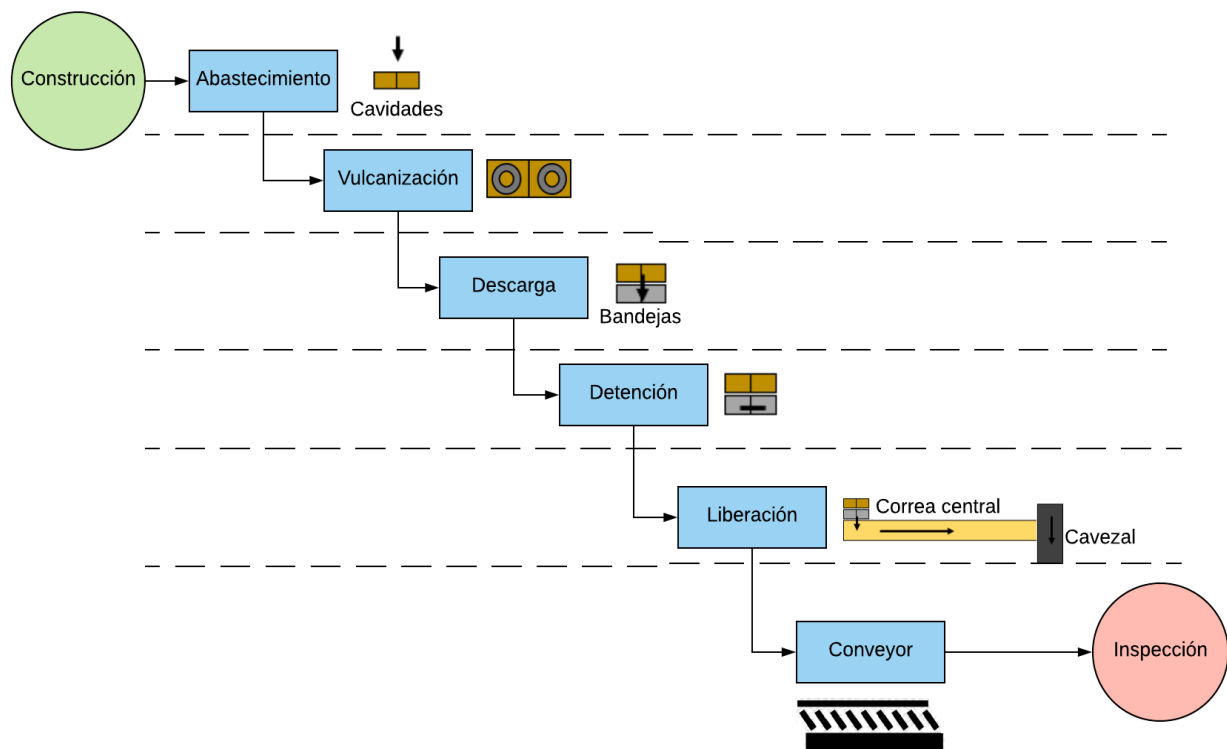 Construcción
Abastecimiento
Cavidades
Vulcanización
Descarga
Bandejas
Detención
Liberación
Correa central
Cavezal
Conveyor
Inspección